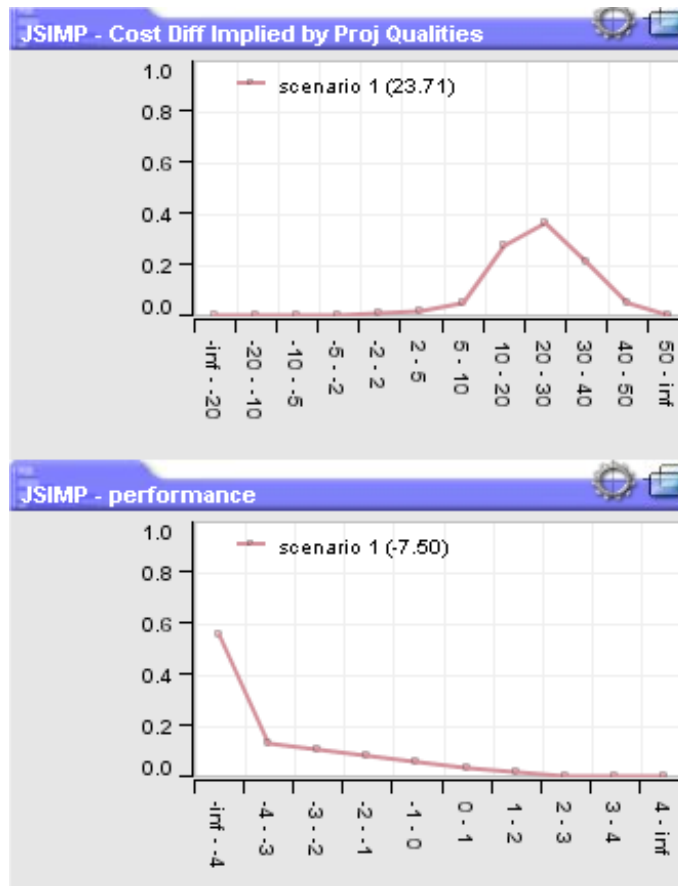 JSIMP - Cost Diff Implied by Proj Qualities
scenario 1 (23.71)
1.0
0.8
0.6
0.4
0.2
0.0
-inf - -20
-20 - -10
-10 - -5
-5 - -2
-2 - 2
2 - 5
5 - 10
10 - 20
20 - 30
30 - 40
40 - 50
50 - inf
JSIMP - performance
scenario 1 (-7.50)
1.0
0.8
0.6
0.4
0.2
0.0
-inf - -4
-4 - -3
-3 - -2
-2 - -1
-1 - 0
0 - 1
1 - 2
2 - 3
3 - 4
4 - inf